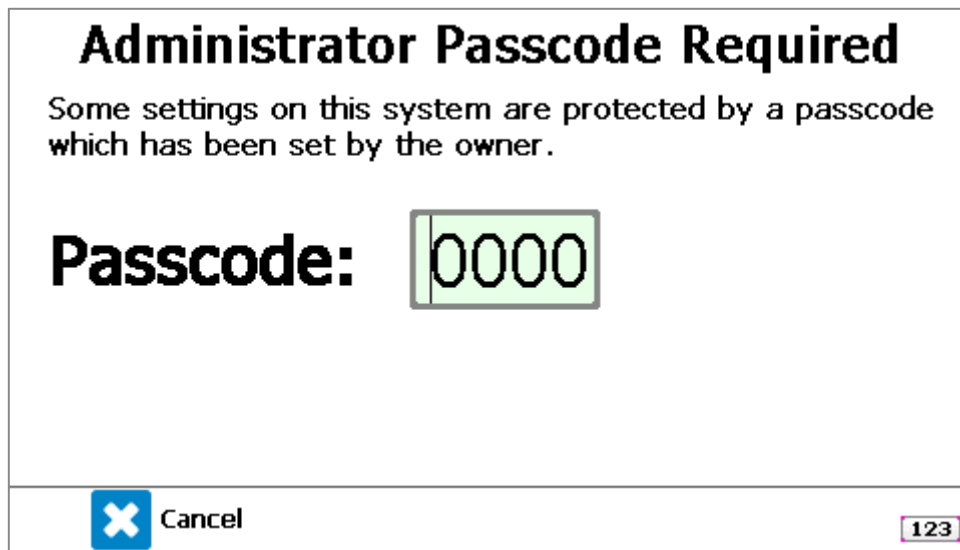 Administrator Passcode Required
Some settings on this system are protected by a passcode
which has been set by the owner.
Passcode: 0000
Cancel
123